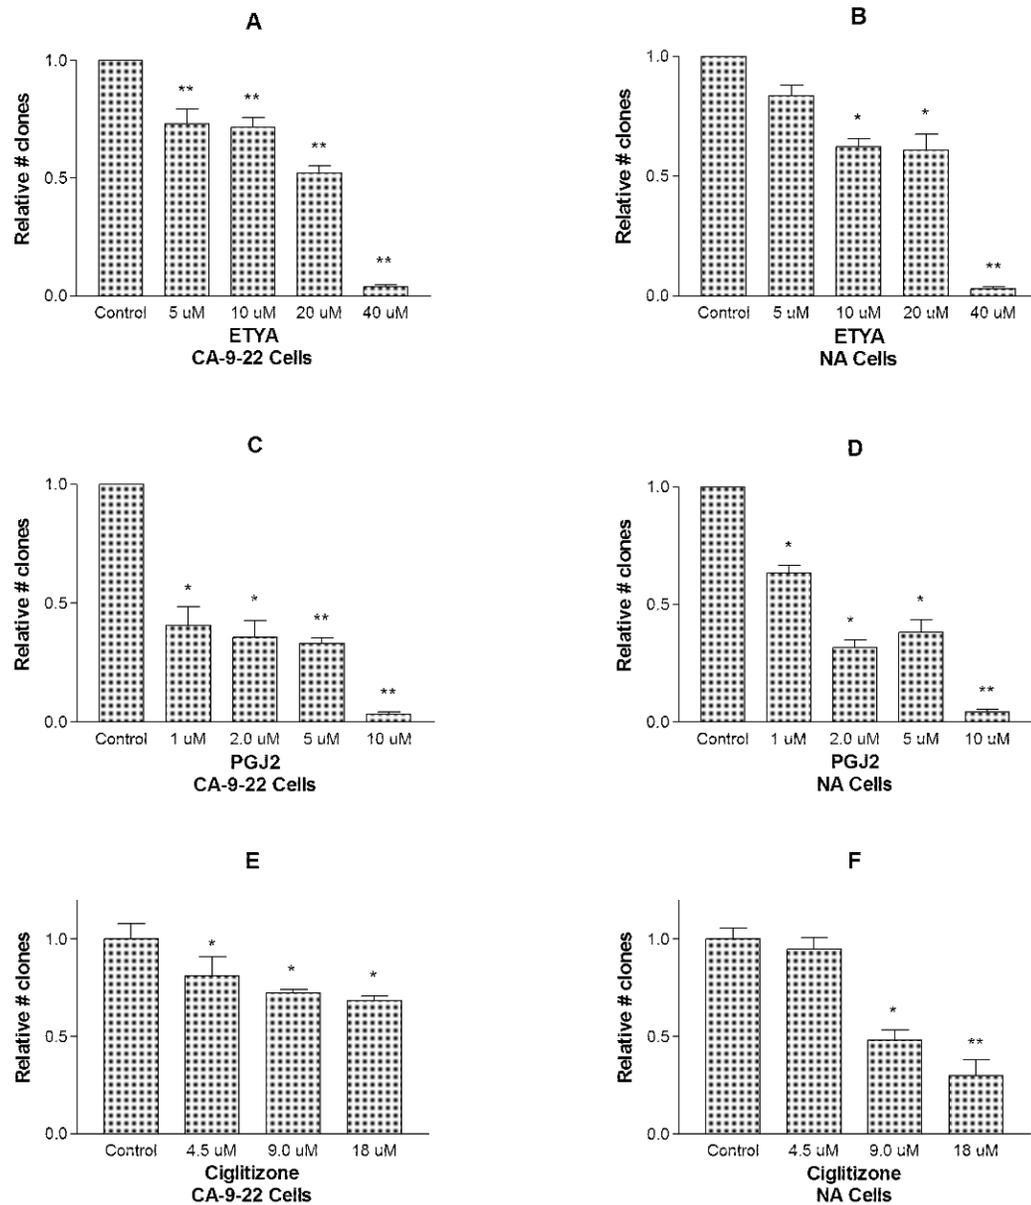 A
Relative # clones
1.0
0.5
0.0
**
**
**
**
Control 5 uM 10 uM 20 uM 40 uM
ETYA
CA-9-22 Cells
B
Relative # clones
1.0
0.5
0.0
*
*
**
Control 5 uM 10 uM 20 uM 40 uM
ETYA
NA Cells
C
Relative # clones
1.0
0.5
0.0
*
*
**
**
Control 1 uM 2.0 uM 5 uM 10 uM
PGJ2
CA-9-22 Cells
D
Relative # clones
1.0
0.5
0.0
*
*
*
**
Control 1 uM 2.0 uM 5 uM 10 uM
PGJ2
NA Cells
E
Relative # clones
1.0
0.5
0.0
*
*
*
Control 4.5 uM 9.0 uM 18 uM
Ciglitizone
CA-9-22 Cells
F
Relative # clones
1.0
0.5
0.0
*
**
Control 4.5 uM 9.0 uM 18 uM
Ciglitizone
NA Cells